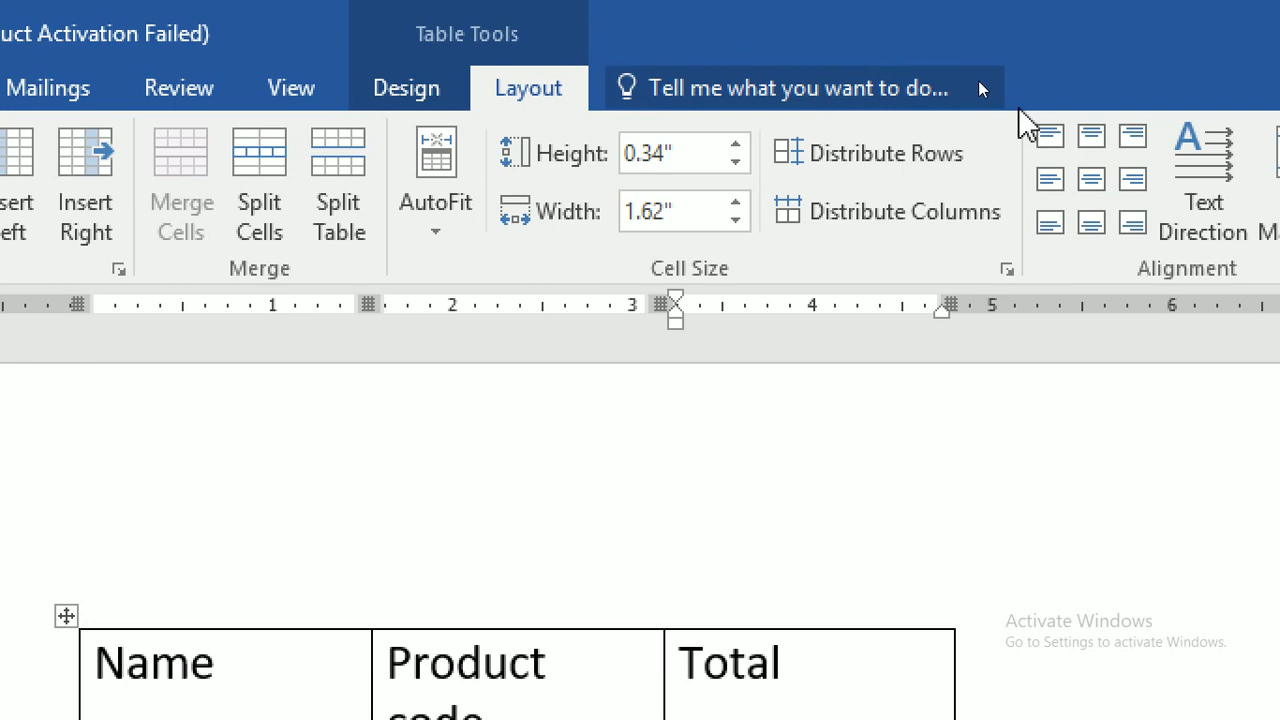 uct Activation Failed)
Table Tools
Mailings Review View Design Layout Tell me what you want to do...
sert
eft
Insert
Right
Merge
Cells
Split
Cells
Split
Table
AutoFit
Height: 0.34"
Width: 1.62"
Distribute Rows
Distribute Columns
Text
Direction
Merge
Cell Size
Alignment
1 2 3 4 5 6
Activate Windows
Go to Settings to activate Windows.
Name Product Total
code